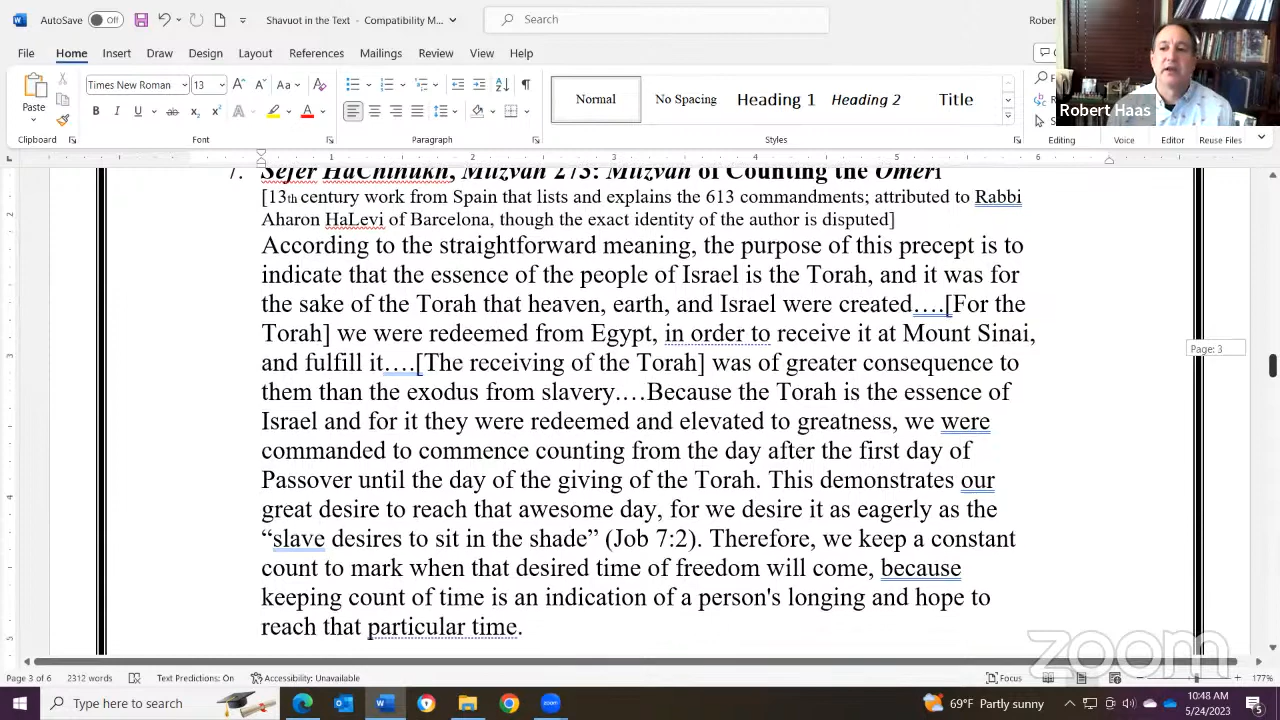 AutoSave Off Shavuot in the Text - Compatibility M... Search Rober
File Home Insert Draw Design Layout References Mailings Review View Help
Times New Roman 13 Aa
Paste
Normal No Spacing Heading 1 Heading 2 Title
Robert Haas
Clipboard Font Paragraph Styles Editing Voice Editor Reuse Files
1 2 3 4 5 6
7. Sefer HaChinukh, Mitzvah 273: Mitzvah of Counting the Omer]
[13th century work from Spain that lists and explains the 613 commandments; attributed to Rabbi
Aharon HaLevi of Barcelona, though the exact identity of the author is disputed]
According to the straightforward meaning, the purpose of this precept is to
indicate that the essence of the people of Israel is the Torah, and it was for
the sake of the Torah that heaven, earth, and Israel were created….[For the
Torah] we were redeemed from Egypt, in order to receive it at Mount Sinai,
and fulfill it….[The receiving of the Torah] was of greater consequence to
them than the exodus from slavery….Because the Torah is the essence of
Israel and for it they were redeemed and elevated to greatness, we were
commanded to commence counting from the day after the first day of
Passover until the day of the giving of the Torah. This demonstrates our
great desire to reach that awesome day, for we desire it as eagerly as the
“slave desires to sit in the shade” (Job 7:2). Therefore, we keep a constant
count to mark when that desired time of freedom will come, because
keeping count of time is an indication of a person's longing and hope to
reach that particular time.
Page: 3
zoom
Page 3 of 6 2312 words Text Predictions: On Accessibility: Unavailable Focus 177%
Type here to search zoom 69°F Partly sunny 10:48 AM
5/24/2023 5